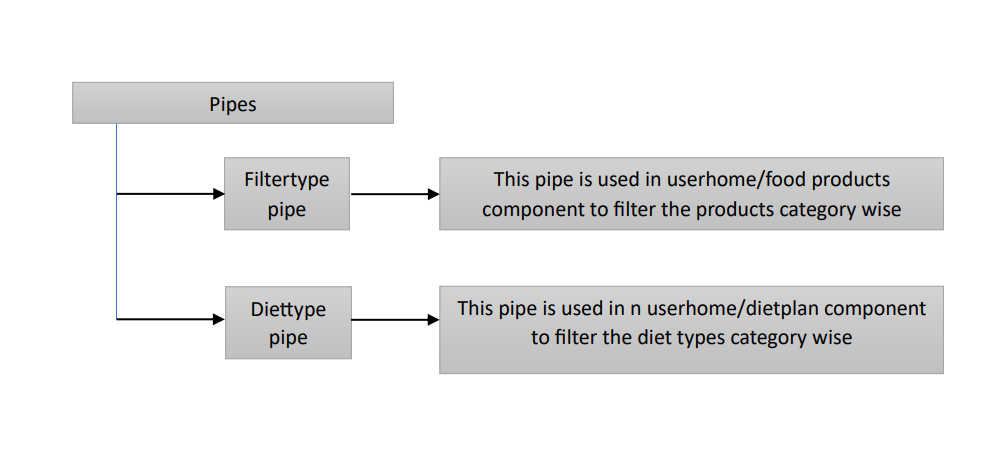 Pipes
Filtertype
pipe
This pipe is used in userhome/food products
component to filter the products category wise
Diettype
pipe
This pipe is used in n userhome/dietplan component
to filter the diet types category wise